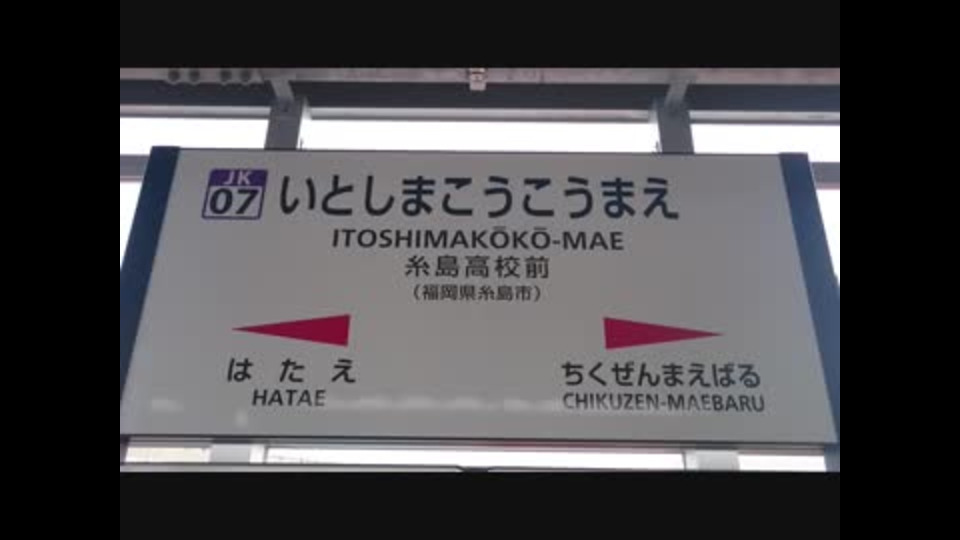 JK
07
いとしまこうこうまえ
ITOSHIMAKŌKŌ-MAE
糸島高校前
(福岡県糸島市)
はたえ
HATAE
ちくぜんまえばる
CHIKUZEN-MAEBARU